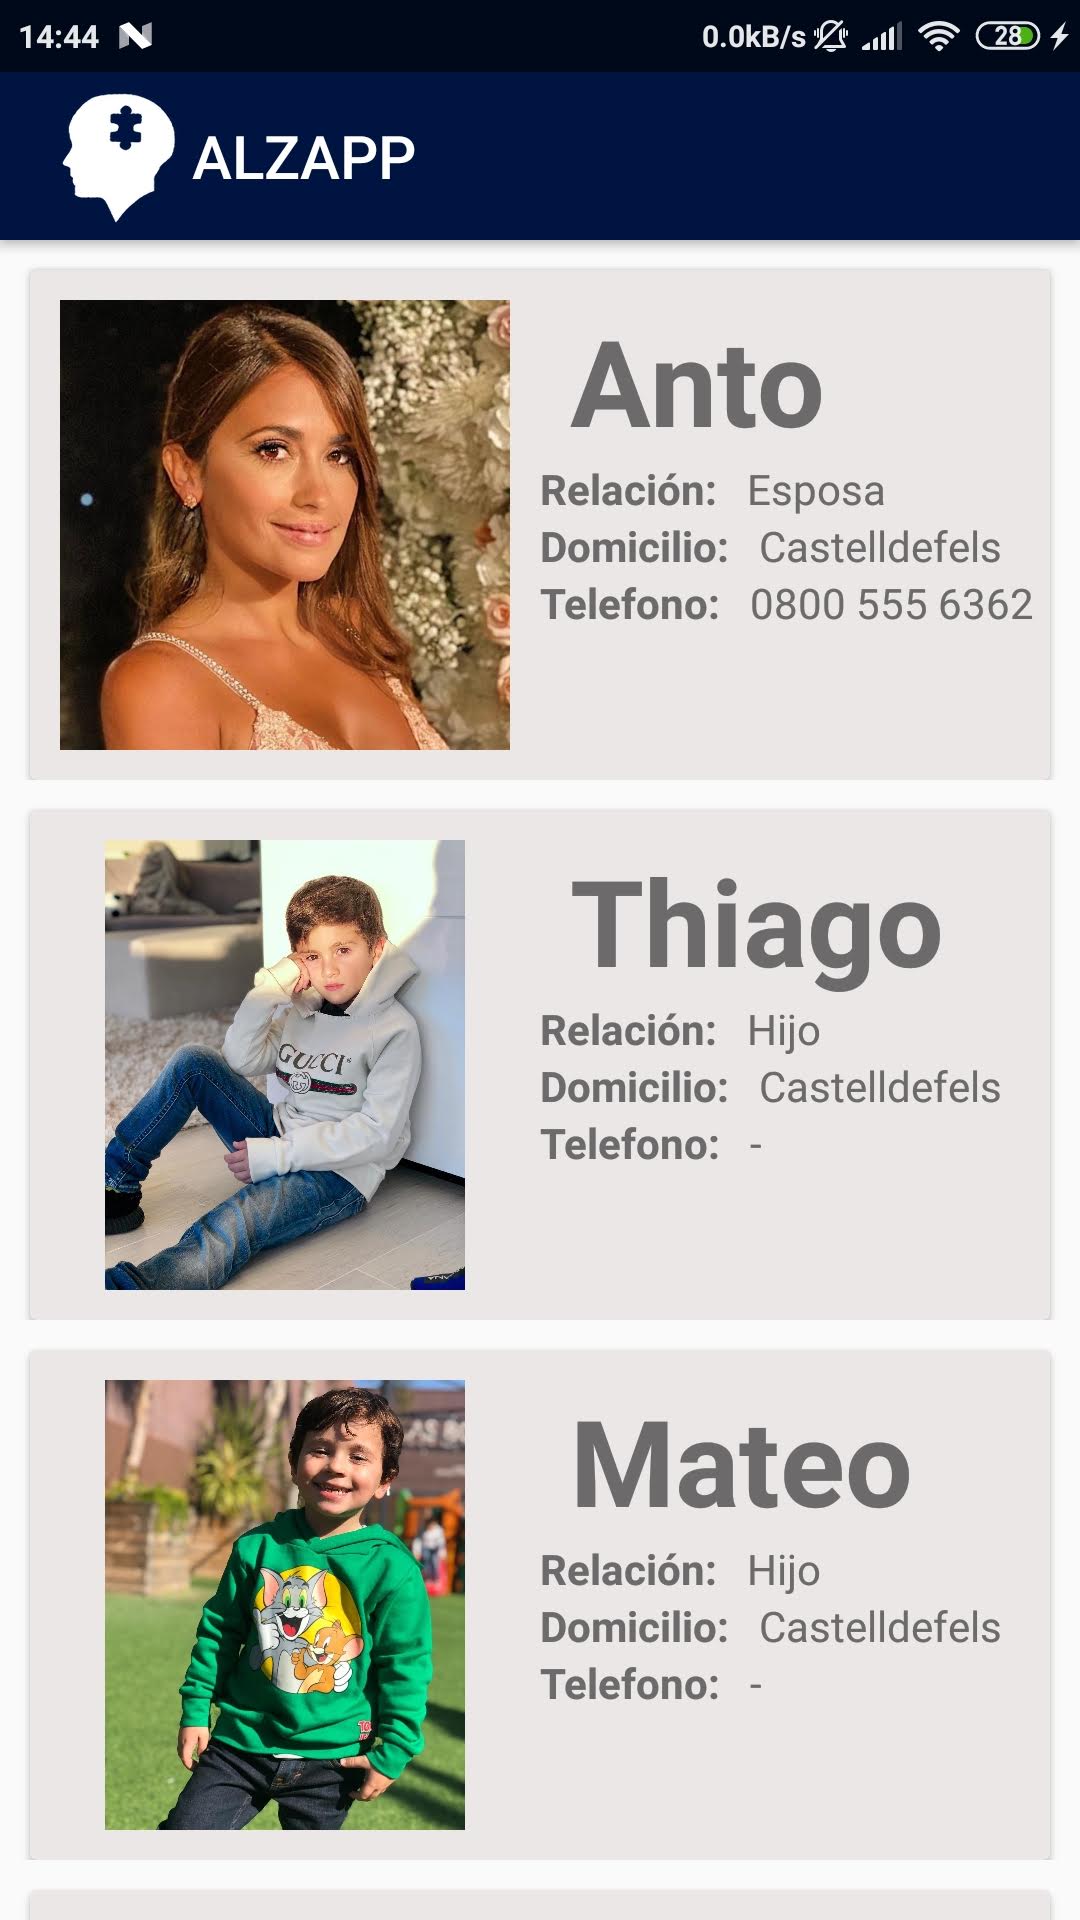 14:44 0.0kB/s 28
ALZAPP
Anto
Relación: Esposa
Domicilio: Castelldefels
Telefono: 0800 555 6362
Thiago
GUCCI
Relación: Hijo
Domicilio: Castelldefels
Telefono: -
Mateo
Relación: Hijo
Domicilio: Castelldefels
Telefono: -